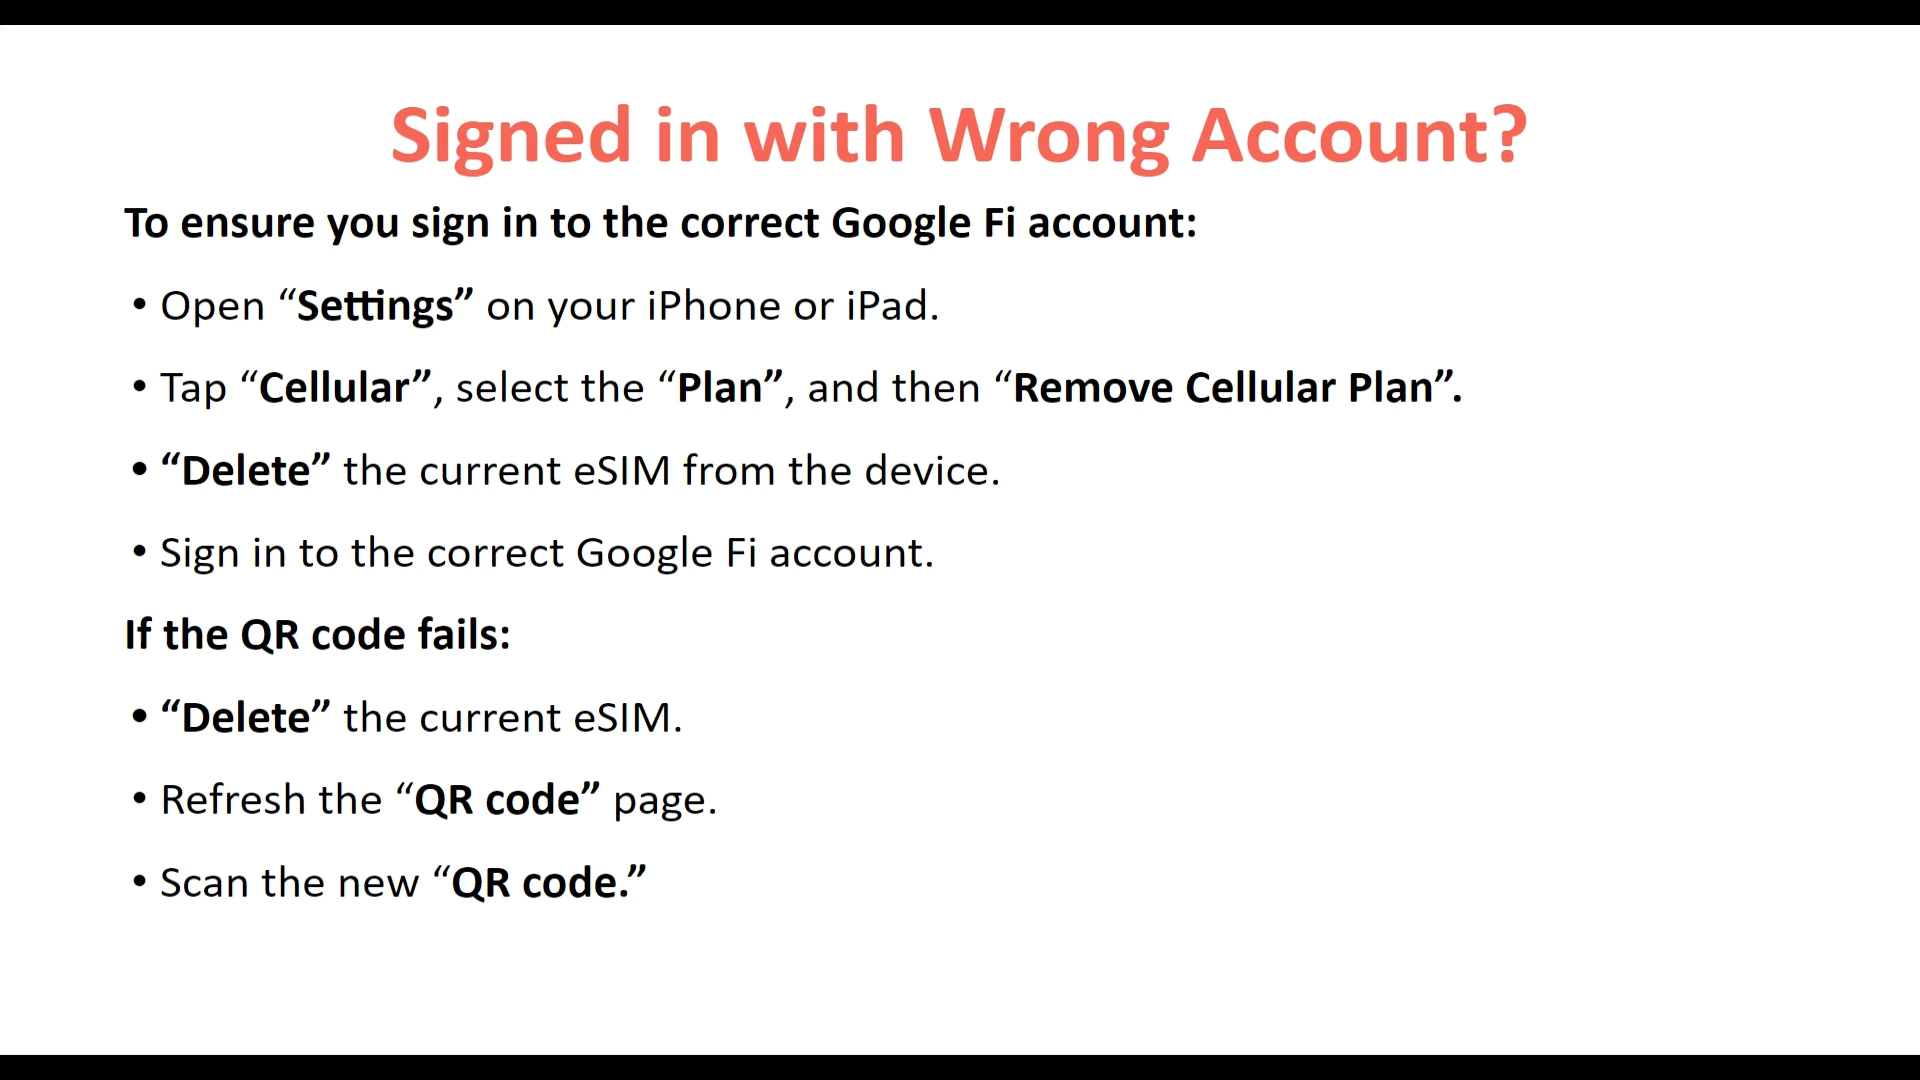 Signed in with Wrong Account?
To ensure you sign in to the correct Google Fi account:
• Open “Settings” on your iPhone or iPad.
• Tap “Cellular”, select the “Plan”, and then “Remove Cellular Plan”.
• “Delete” the current eSIM from the device.
• Sign in to the correct Google Fi account.
If the QR code fails:
• “Delete” the current eSIM.
• Refresh the “QR code” page.
• Scan the new “QR code.”